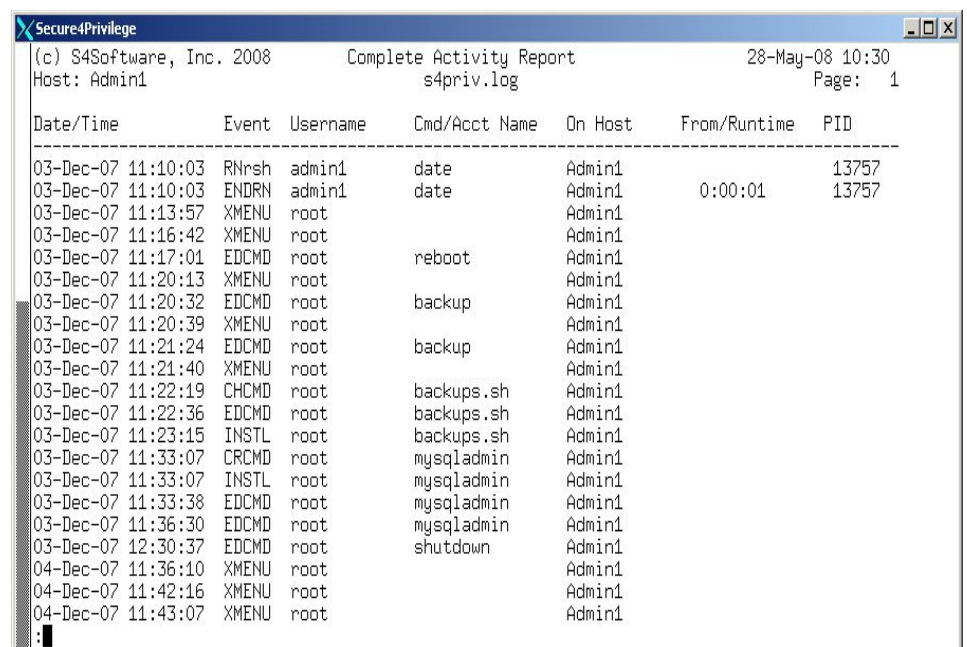 Secure4Privilege
(c) S4Software, Inc. 2008 Complete Activity Report 28-May-08 10:30
Host: Admin1 s4priv.log Page: 1
Date/Time Event Username Cmd/Acct Name On Host From/Runtime PID
--------------------------------------------------------------------------------
03-Dec-07 11:10:03 RNrsh admin1 date Admin1 13757
03-Dec-07 11:10:03 ENDRN admin1 date Admin1 0:00:01 13757
03-Dec-07 11:13:57 XMENU root Admin1
03-Dec-07 11:16:42 XMENU root Admin1
03-Dec-07 11:17:01 EDCMD root reboot Admin1
03-Dec-07 11:20:13 XMENU root Admin1
03-Dec-07 11:20:32 EDCMD root backup Admin1
03-Dec-07 11:20:39 XMENU root Admin1
03-Dec-07 11:21:24 EDCMD root backup Admin1
03-Dec-07 11:21:40 XMENU root Admin1
03-Dec-07 11:22:19 CHCMD root backups.sh Admin1
03-Dec-07 11:22:36 EDCMD root backups.sh Admin1
03-Dec-07 11:23:15 INSTL root backups.sh Admin1
03-Dec-07 11:33:07 CRCMD root mysqladmin Admin1
03-Dec-07 11:33:07 INSTL root mysqladmin Admin1
03-Dec-07 11:33:38 EDCMD root mysqladmin Admin1
03-Dec-07 11:36:30 EDCMD root mysqladmin Admin1
03-Dec-07 12:30:37 EDCMD root shutdown Admin1
04-Dec-07 11:36:10 XMENU root Admin1
04-Dec-07 11:42:16 XMENU root Admin1
04-Dec-07 11:43:07 XMENU root Admin1
: